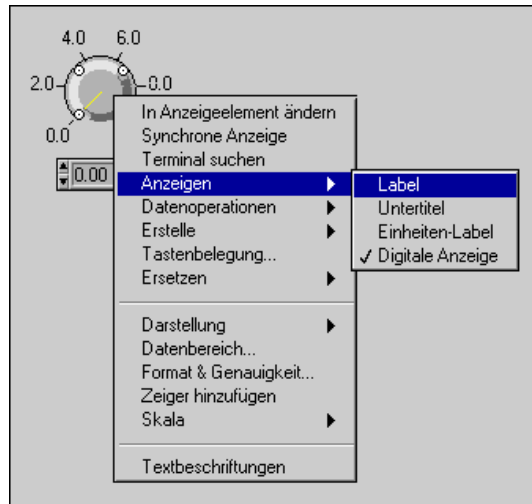 4.0 6.0
2.0 0.0
0.0
0.00
In Anzeigeelement ändern
Synchrone Anzeige
Terminal suchen
Anzeigen
Datenoperationen
Erstelle
Tastenbelegung...
Ersetzen
Darstellung
Datenbereich...
Format & Genauigkeit...
Zeiger hinzufügen
Skala
Textbeschriftungen
Label
Untertitel
Einheiten-Label
✓ Digitale Anzeige